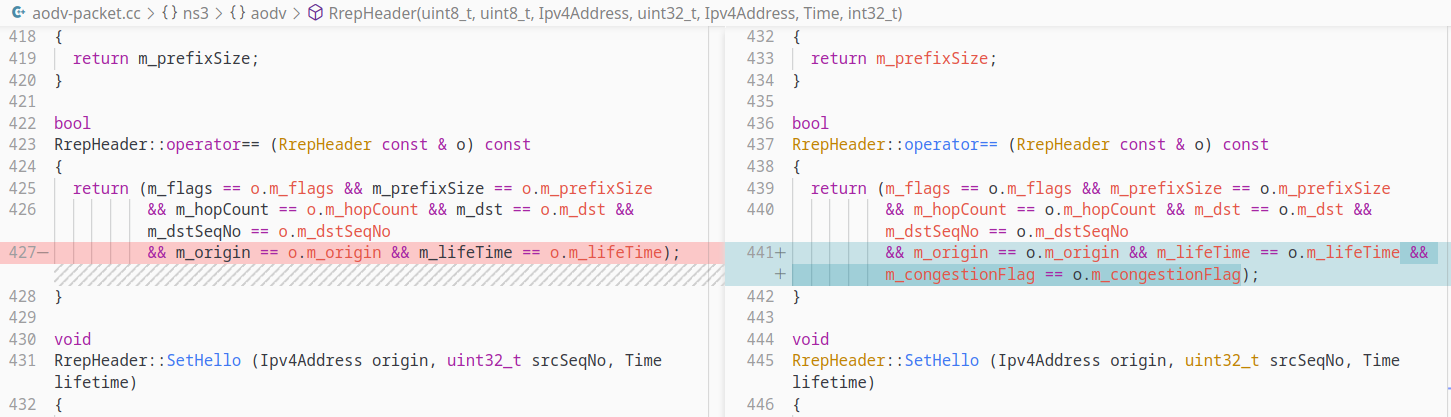 aodv-packet.cc > {} ns3 > {} aodv > RrepHeader(uint8_t, uint8_t, Ipv4Address, uint32_t, Ipv4Address, Time, int32_t)
418 {
419 return m_prefixSize;
420 }
421
422 bool
423 RrepHeader::operator== (RrepHeader const & o) const
424 {
425 return (m_flags == o.m_flags && m_prefixSize == o.m_prefixSize
426 && m_hopCount == o.m_hopCount && m_dst == o.m_dst &&
m_dstSeqNo == o.m_dstSeqNo
427— && m_origin == o.m_origin && m_lifeTime == o.m_lifeTime);
428 }
429
430 void
431 RrepHeader::SetHello (Ipv4Address origin, uint32_t srcSeqNo, Time
lifetime)
432 {
432 {
433 return m_prefixSize;
434 }
435
436 bool
437 RrepHeader::operator== (RrepHeader const & o) const
438 {
439 return (m_flags == o.m_flags && m_prefixSize == o.m_prefixSize
440 && m_hopCount == o.m_hopCount && m_dst == o.m_dst &&
m_dstSeqNo == o.m_dstSeqNo
441+ && m_origin == o.m_origin && m_lifeTime == o.m_lifeTime &&
+ m_congestionFlag == o.m_congestionFlag);
442 }
443
444 void
445 RrepHeader::SetHello (Ipv4Address origin, uint32_t srcSeqNo, Time
lifetime)
446 {